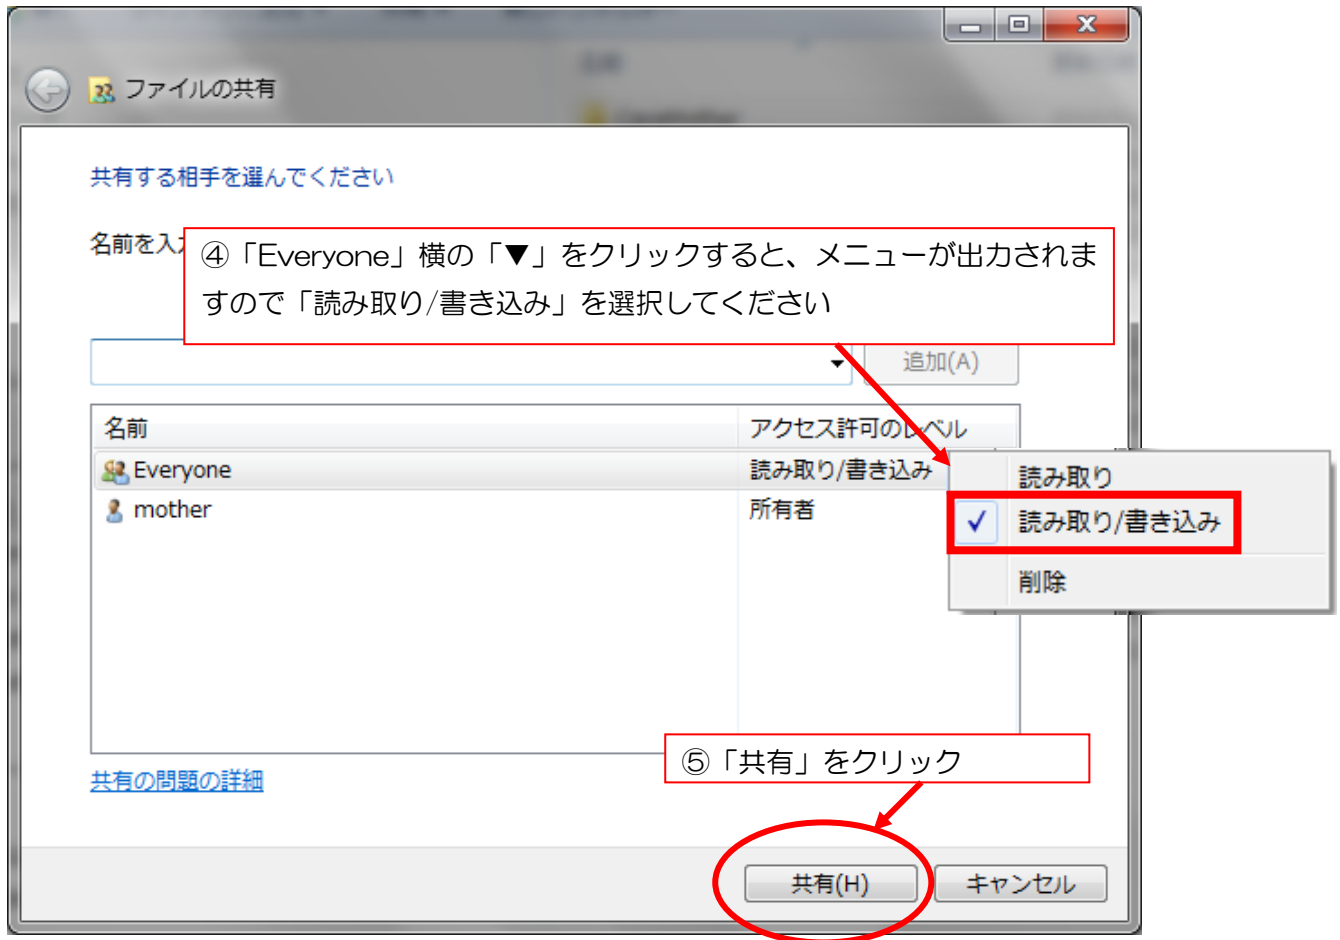 ファイルの共有
共有する相手を選んでください
名前を入
④「Everyone」横の「▼」をクリックすると、メニューが出力されま
すので「読み取り/書き込み」を選択してください
追加(A)
名前 アクセス許可のレベル
Everyone 読み取り/書き込み
mother 所有者
読み取り
読み取り/書き込み
削除
⑤「共有」をクリック
共有の問題の詳細
共有(H) キャンセル